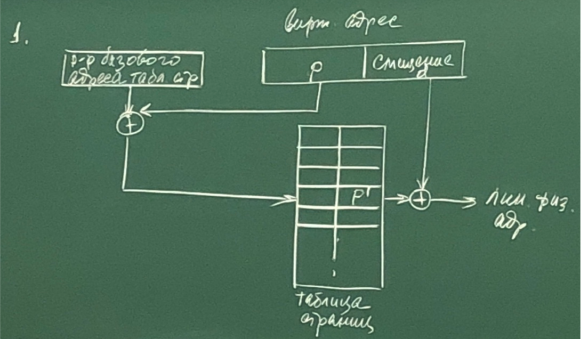 1.
вирт. адрес
р-р базового
адреса табл. стр
p
смещение
+
p'
+
лин. физ.
адр.
таблица
страниц